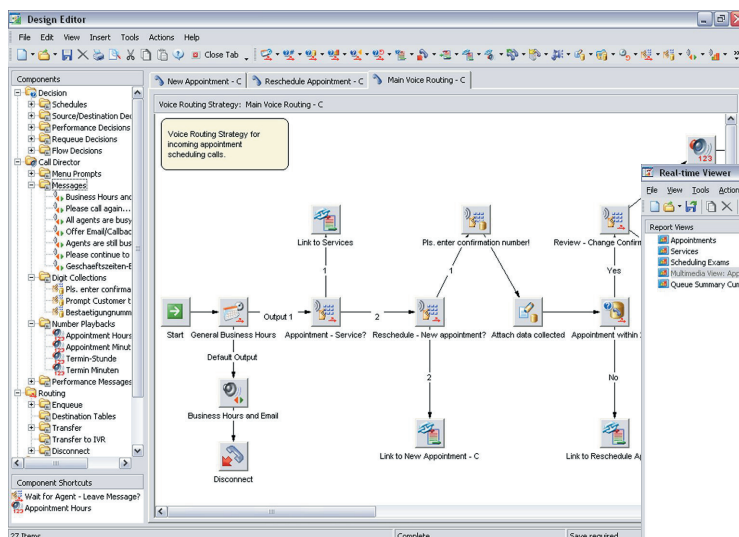 Design Editor
File Edit View Insert Tools Actions Help
Close Tab
Components
Decision
Schedules
Source/Destination Dec
Performance Decisions
Requeue Decisions
Flow Decisions
Call Director
Menu Prompts
Messages
Business Hours and
Please call again...
All agents are busy
Offer Email/Callbac
Agents are still bus
Please continue to
Geschaeftszeiten-E
Digit Collections
Pls. enter confirma
Prompt Customer t
Bestaetigungnumm
Number Playbacks
Appointment Hours
Appointment Minut
Termin-Stunde
Termin Minuten
Performance Messages
Routing
Enqueue
Destination Tables
Transfer
Transfer to IVR
Disconnect
Component Shortcuts
Wait for Agent - Leave Message?
Appointment Hours
New Appointment - C
Reschedule Appointment - C
Main Voice Routing - C
Voice Routing Strategy: Main Voice Routing - C
Voice Routing Strategy for
incoming appointment
scheduling calls.
123
Link to Services
Pls. enter confirmation number!
Review - Change Confirm
1
1
Yes
Output 1
2
Start
General Business Hours
Appointment - Service?
Reschedule - New appointment?
Attach data collected
Appointment within
Default Output
2
No
Business Hours and Email
Link to New Appointment - C
Link to Reschedule Ap
Disconnect
Real-time Viewer
File View Tools Action
Report Views
Appointments
Services
Scheduling Exams
Multimedia View: App
Queue Summary Cur
27 Items
Complete
Save required